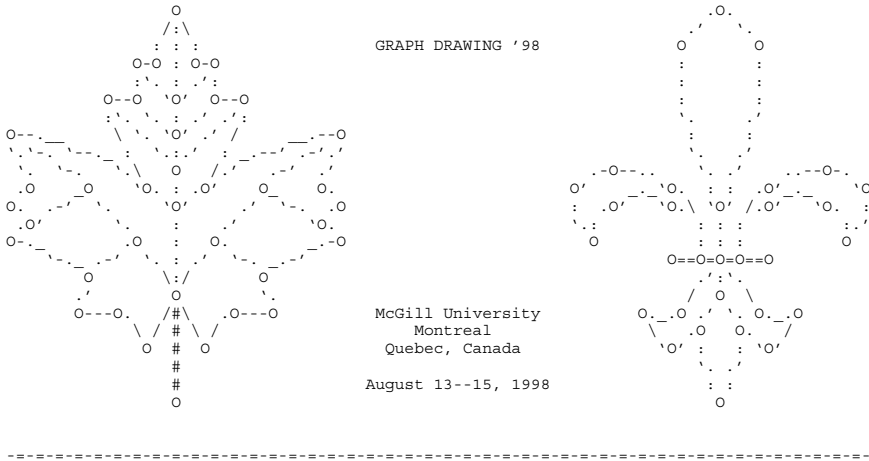 GRAPH DRAWING '98
McGill University
Montreal
Quebec, Canada
August 13--15, 1998